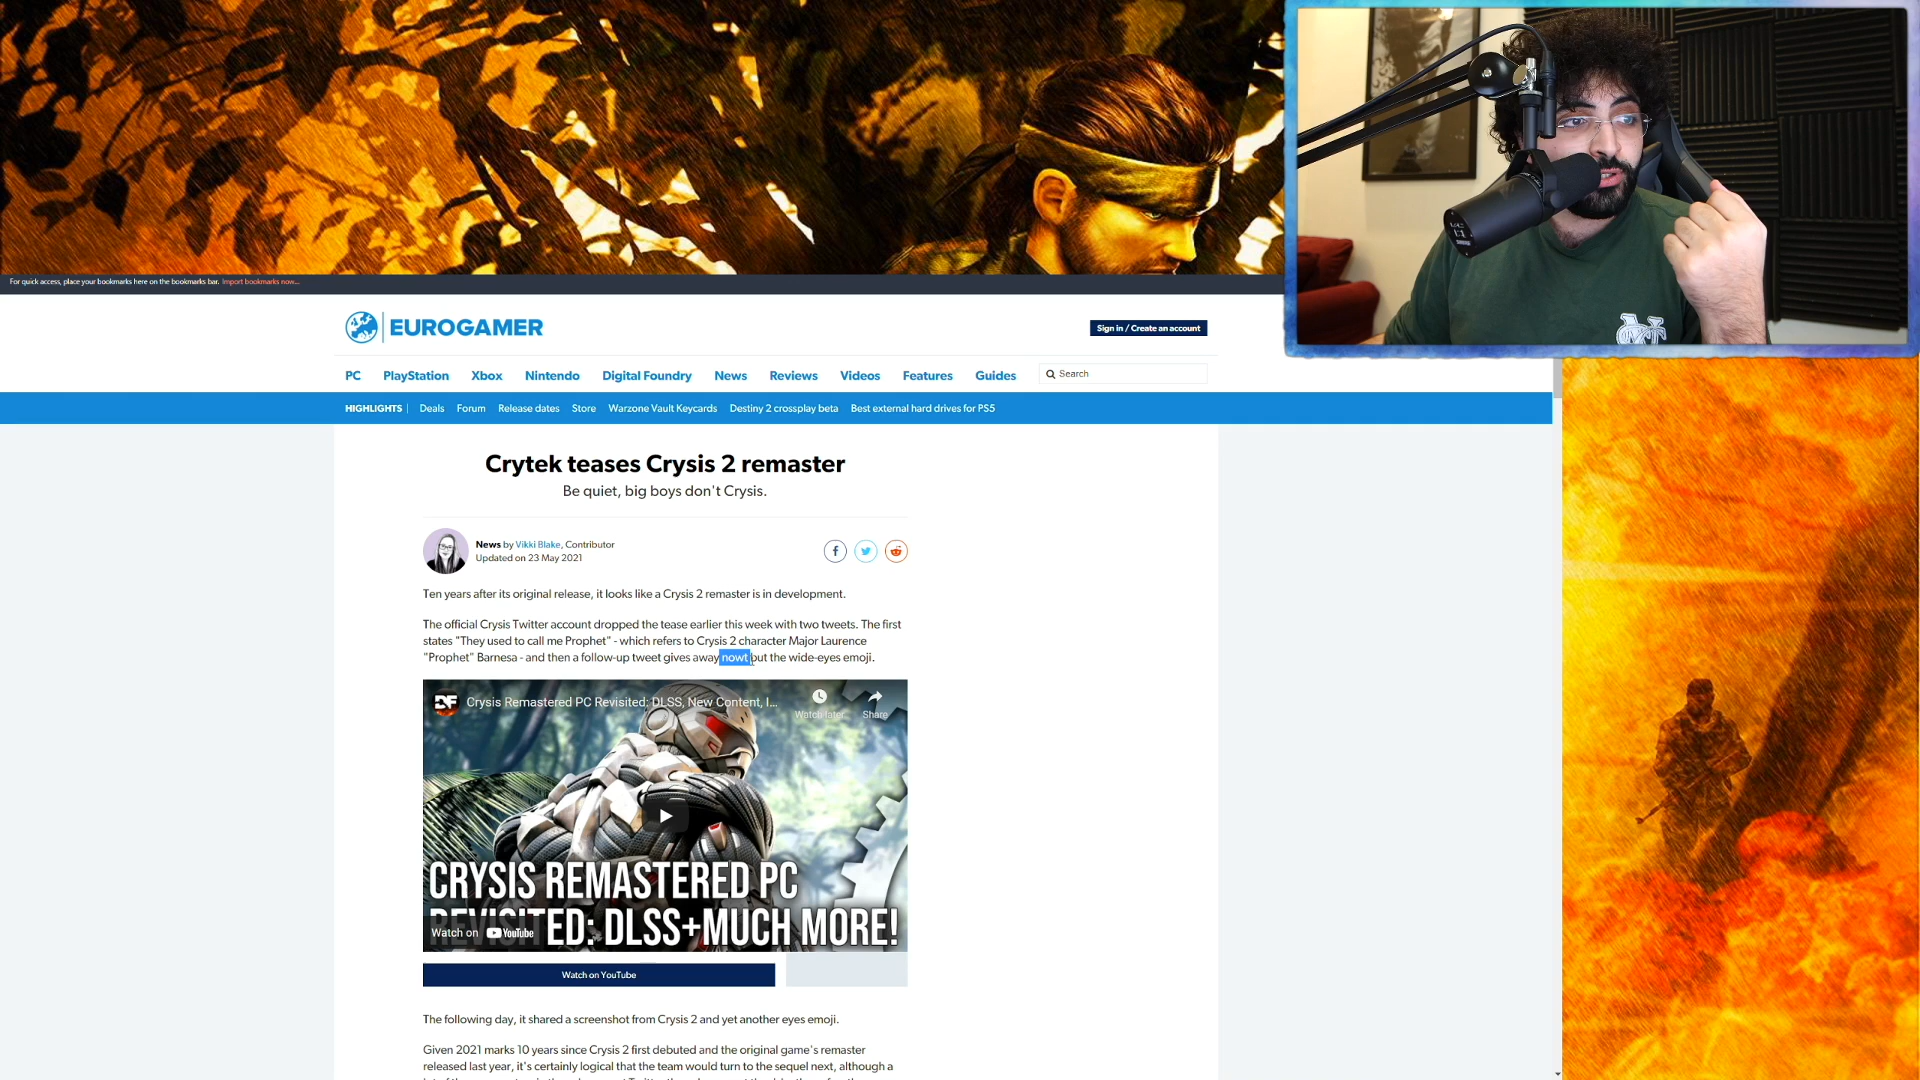 For quick access, place your bookmarks here on the bookmarks bar. Import bookmarks now...
EUROGAMER
Sign in / Create an account
PC PlayStation Xbox Nintendo Digital Foundry News Reviews Videos Features Guides Search
HIGHLIGHTS | Deals Forum Release dates Store Warzone Vault Keycards Destiny 2 crossplay beta Best external hard drives for PS5
Crytek teases Crysis 2 remaster
Be quiet, big boys don't Crysis.
News by Vikki Blake, Contributor
Updated on 23 May 2021
Ten years after its original release, it looks like a Crysis 2 remaster is in development.
The official Crysis Twitter account dropped the tease earlier this week with two tweets. The first
states "They used to call me Prophet" - which refers to Crysis 2 character Major Laurence
"Prophet" Barnesa - and then a follow-up tweet gives away nowt but the wide-eyes emoji.
DF Crysis Remastered PC Revisited: DLSS, New Content, I...
Watch later Share
CRYSIS REMASTERED PC
REVISITED: DLSS+MUCH MORE!
Watch on YouTube
Watch on YouTube
The following day, it shared a screenshot from Crysis 2 and yet another eyes emoji.
Given 2021 marks 10 years since Crysis 2 first debuted and the original game's remaster
released last year, it's certainly logical that the team would turn to the sequel next, although a